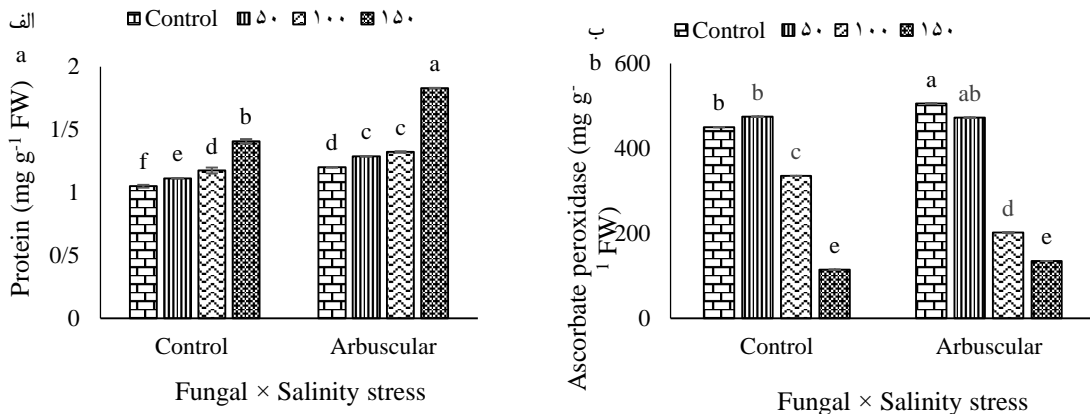 الف
a
Control ۵۰ ۱۰۰ ۱۵۰
Protein (mg g-1 FW)
2
1/5
1
0/5
0
f e d b
d c c a
Control Arbuscular
Fungal × Salinity stress
ب
b
Control ۵۰ ۱۰۰ ۱۵۰
Ascorbate peroxidase (mg g-
1 FW)
600
400
200
0
b b c e
a ab d e
Control Arbuscular
Fungal × Salinity stress